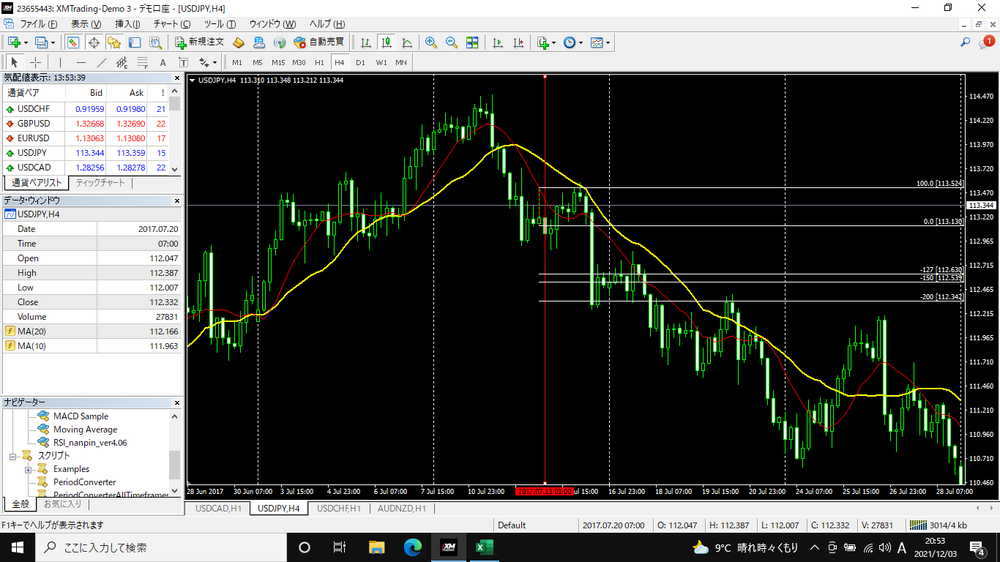 23655443: XMTrading-Demo 3 - デモ口座 - [USDJPY,H4]
ファイル (F) 表示 (V) 挿入(I) チャート (C) ツール (T) ウィンドウ (W) ヘルプ (H)
新規注文 自動売買 1
A T M1 M5 M15 M30 H1 H4 D1 W1 MN
気配値表示: 13:53:39
通貨ペア Bid Ask !
USDCHF 0.91959 0.91980 21
GBPUSD 1.32668 1.32690 22
EURUSD 1.13063 1.13080 17
USDJPY 113.344 113.359 15
USDCAD 1.28256 1.28278 22
通貨ペアリスト ティックチャート
データ・ウィンドウ
USDJPY,H4
Date 2017.07.20
Time 07:00
Open 112.047
High 112.387
Low 112.007
Close 112.332
Volume 27831
MA(20) 112.166
MA(10) 111.963
ナビゲーター
MACD Sample
Moving Average
RSI_nanpin_ver4.06
スクリプト
Examples
PeriodConverter
PeriodConverterAllTimeframes
全般 お気に入り
USDJPY,H4 113.310 113.348 113.212 113.344
114.470
114.220
113.970
113.720
100.0 [113.524]
113.470
113.344
113.220
0.0 [113.130]
112.965
112.715
-127 [112.630]
-150 [112.539]
112.465
-200 [112.342]
112.215
111.965
111.710
111.460
111.210
110.960
110.710
110.460
28 Jun 2017 30 Jun 07:00 3 Jul 15:00 4 Jul 23:00 6 Jul 07:00 7 Jul 15:00 10 Jul 23:00 2017.07.13 03:00 Jul 15:00 16 Jul 23:00 18 Jul 07:00 19 Jul 15:00 20 Jul 23:00 24 Jul 07:00 25 Jul 15:00 26 Jul 23:00 28 Jul 07:00
USDCAD,H1 USDJPY,H4 USDCHF,H1 AUDNZD,H1
F1キーでヘルプが表示されます Default 2017.07.20 07:00 O: 112.047 H: 112.387 L: 112.007 C: 112.332 V: 27831 3014/4 kb
ここに入力して検索 XM TRADING 9°C 晴れ時々くもり A 20:53
2021/12/03 4